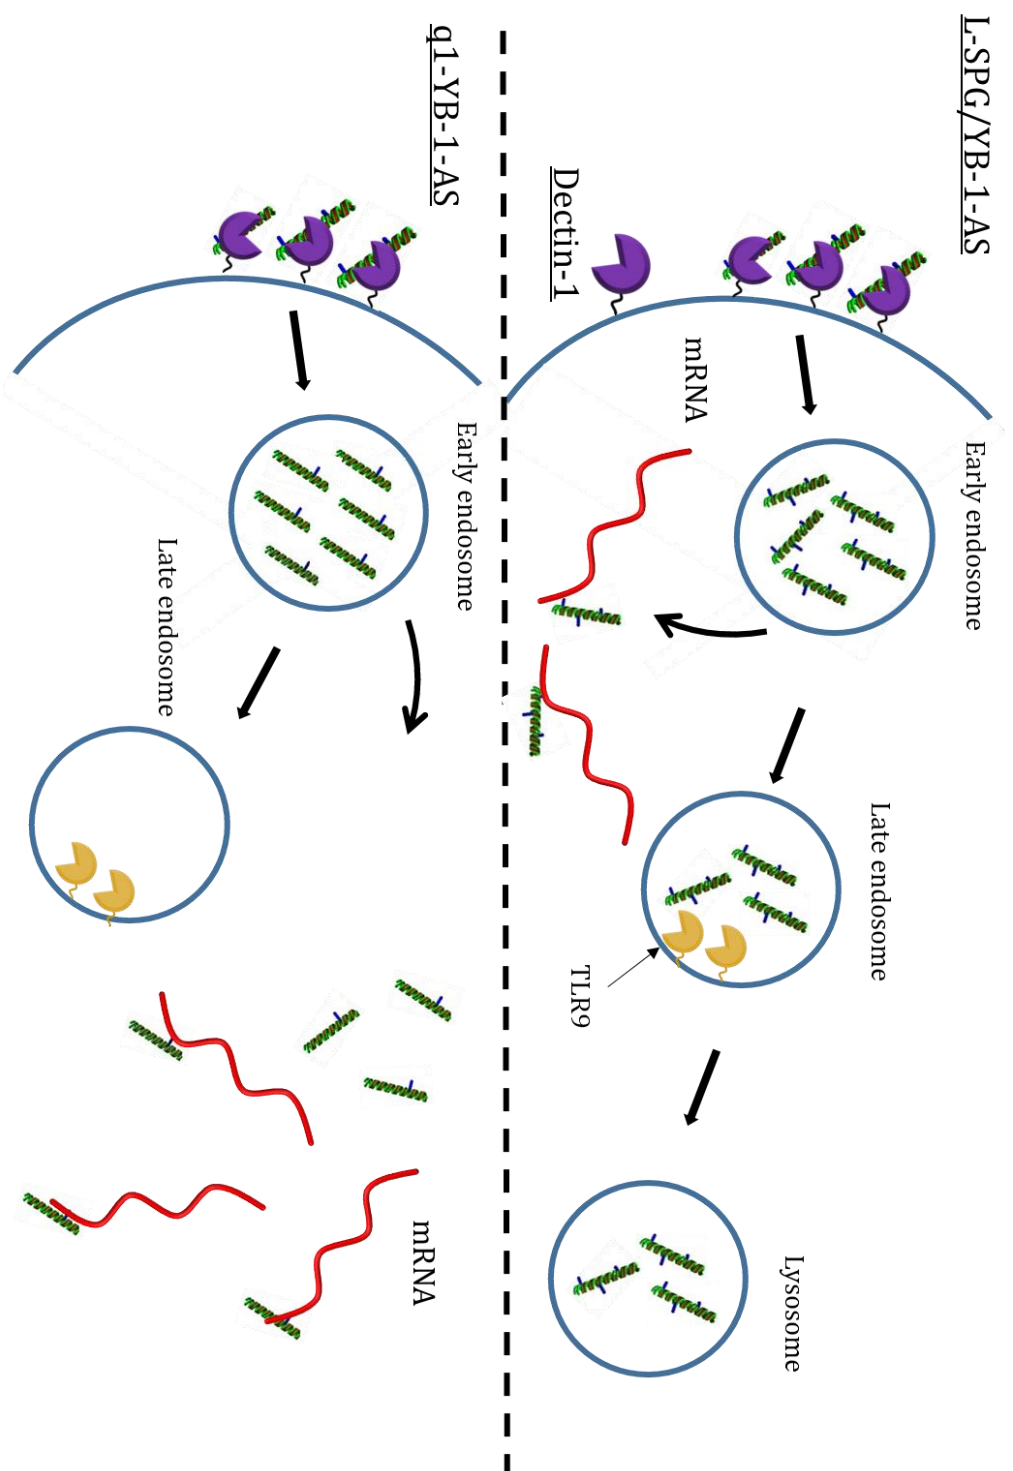 L-SPG/YB-1-AS
Dectin-1
mRNA
Early endosome
Late endosome
TLR9
Lysosome
q1-YB-1-AS
Early endosome
Late endosome
mRNA